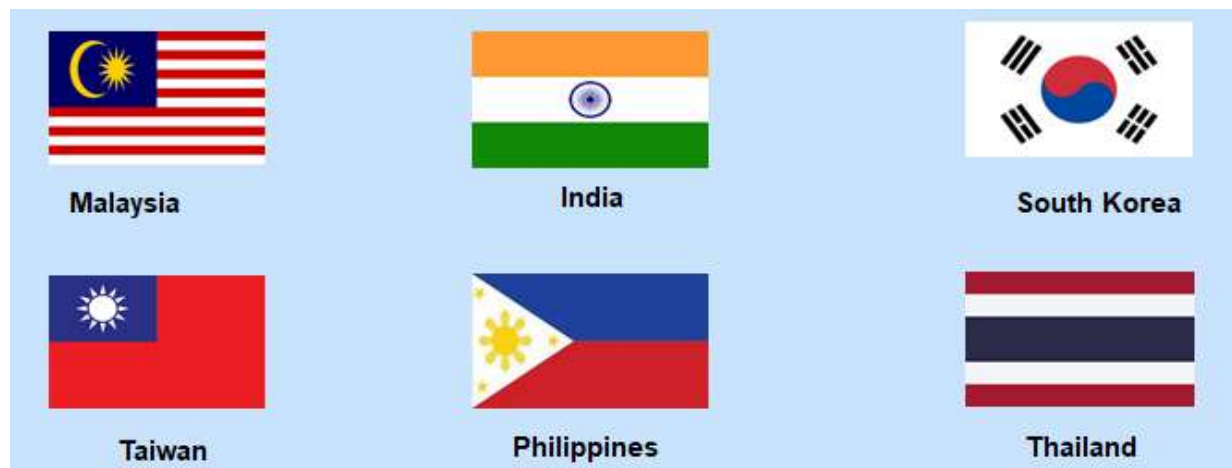 Malaysia
India
South Korea
Taiwan
Philippines
Thailand